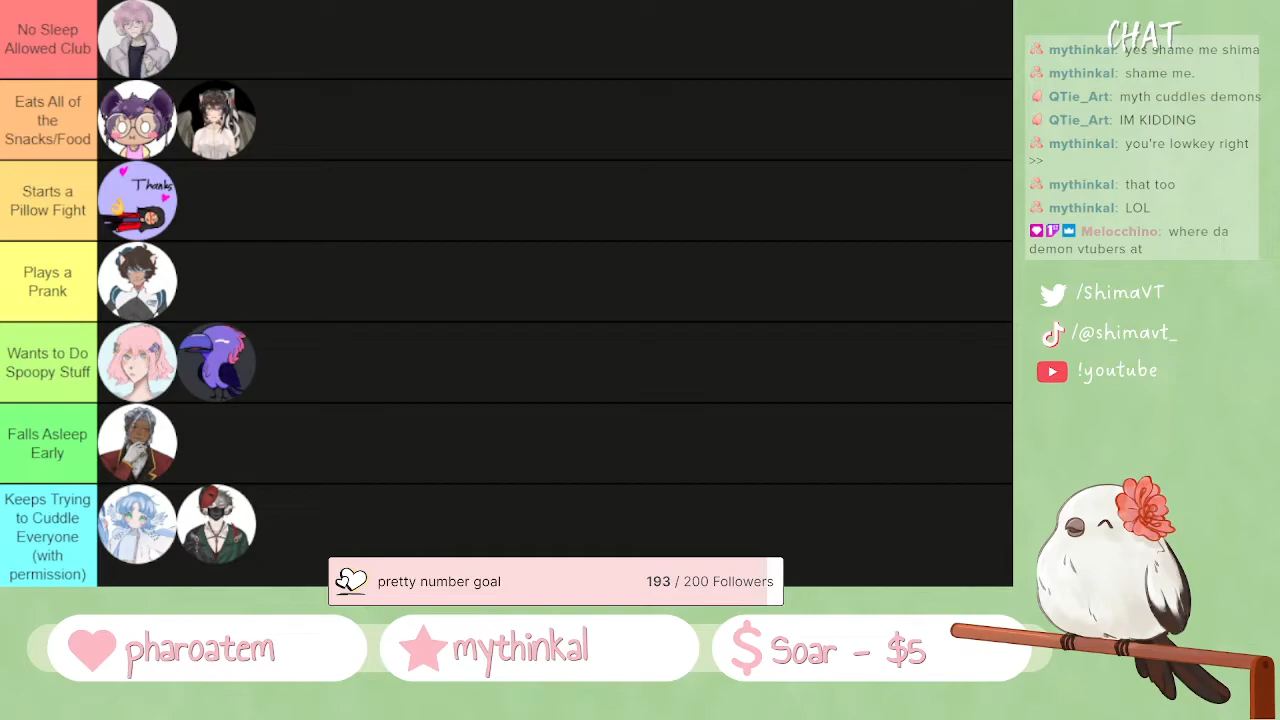 No Sleep
Allowed Club
Eats All of
the
Snacks/Food
Starts a
Pillow Fight
Thanks
Plays a
Prank
Wants to Do
Spoopy Stuff
Falls Asleep
Early
Keeps Trying
to Cuddle
Everyone
(with
permission)
CHAT
mythinkal: yes shame me shima
mythinkal: shame me.
QTie_Art: myth cuddles demons
QTie_Art: IM KIDDING
mythinkal: you're lowkey right
>>
mythinkal: that too
mythinkal: LOL
Melocchino: where da
demon vtubers at
/ShimaVT
/@shimavt_
!youtube
pretty number goal
193 / 200 Followers
pharoatem
mythinkal
$ Soar - $5